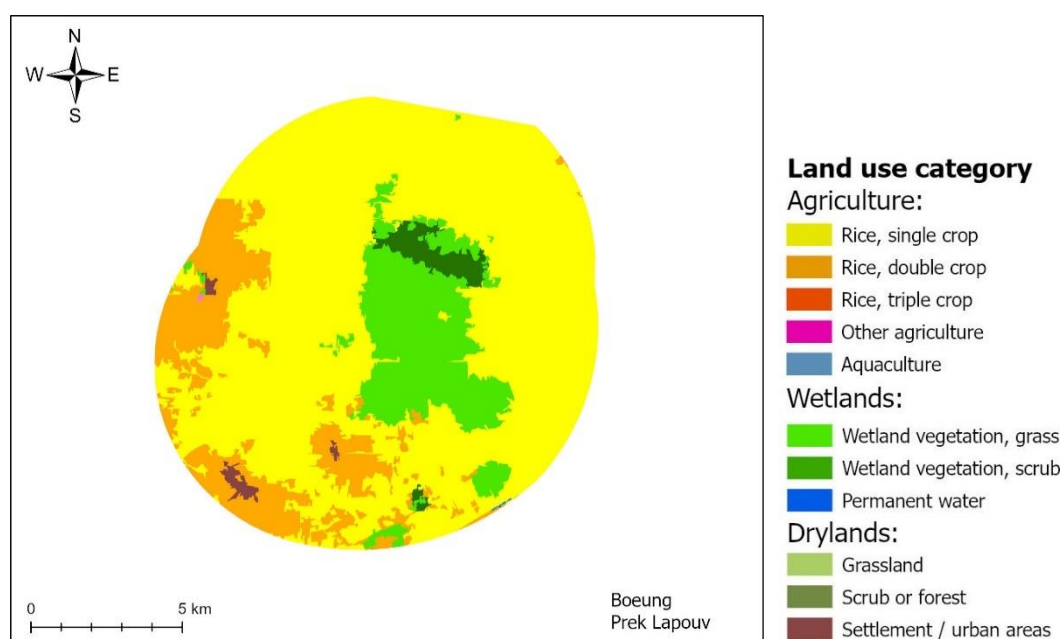 N
W E
S
0 5 km
Boeung
Prek Lapouv
Land use category
Agriculture:
Rice, single crop
Rice, double crop
Rice, triple crop
Other agriculture
Aquaculture
Wetlands:
Wetland vegetation, grass
Wetland vegetation, scrub
Permanent water
Drylands:
Grassland
Scrub or forest
Settlement / urban areas